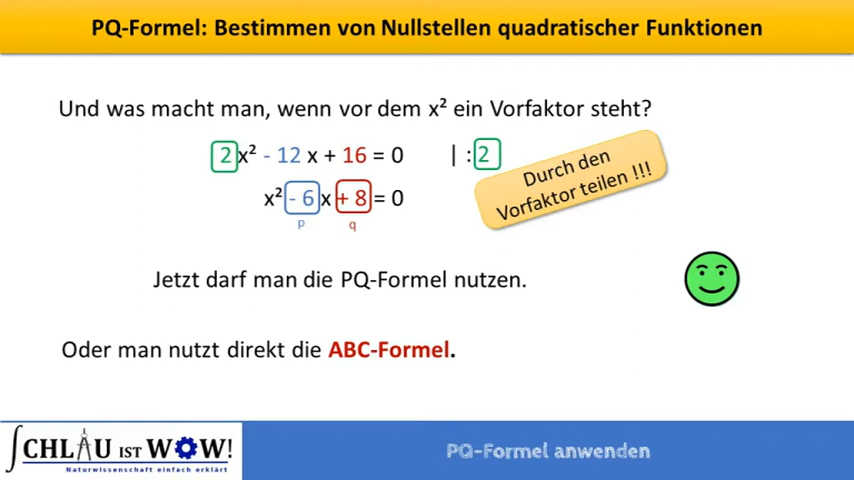 PQ-Formel: Bestimmen von Nullstellen quadratischer Funktionen
Und was macht man, wenn vor dem x² ein Vorfaktor steht?
2x² - 12 x + 16 = 0 | : 2
Durch den
Vorfaktor teilen !!!
x² - 6 x + 8 = 0
p q
Jetzt darf man die PQ-Formel nutzen.
Oder man nutzt direkt die ABC-Formel.
SCHLAU IST WOW!
Naturwissenschaft einfach erklärt
PQ-Formel anwenden